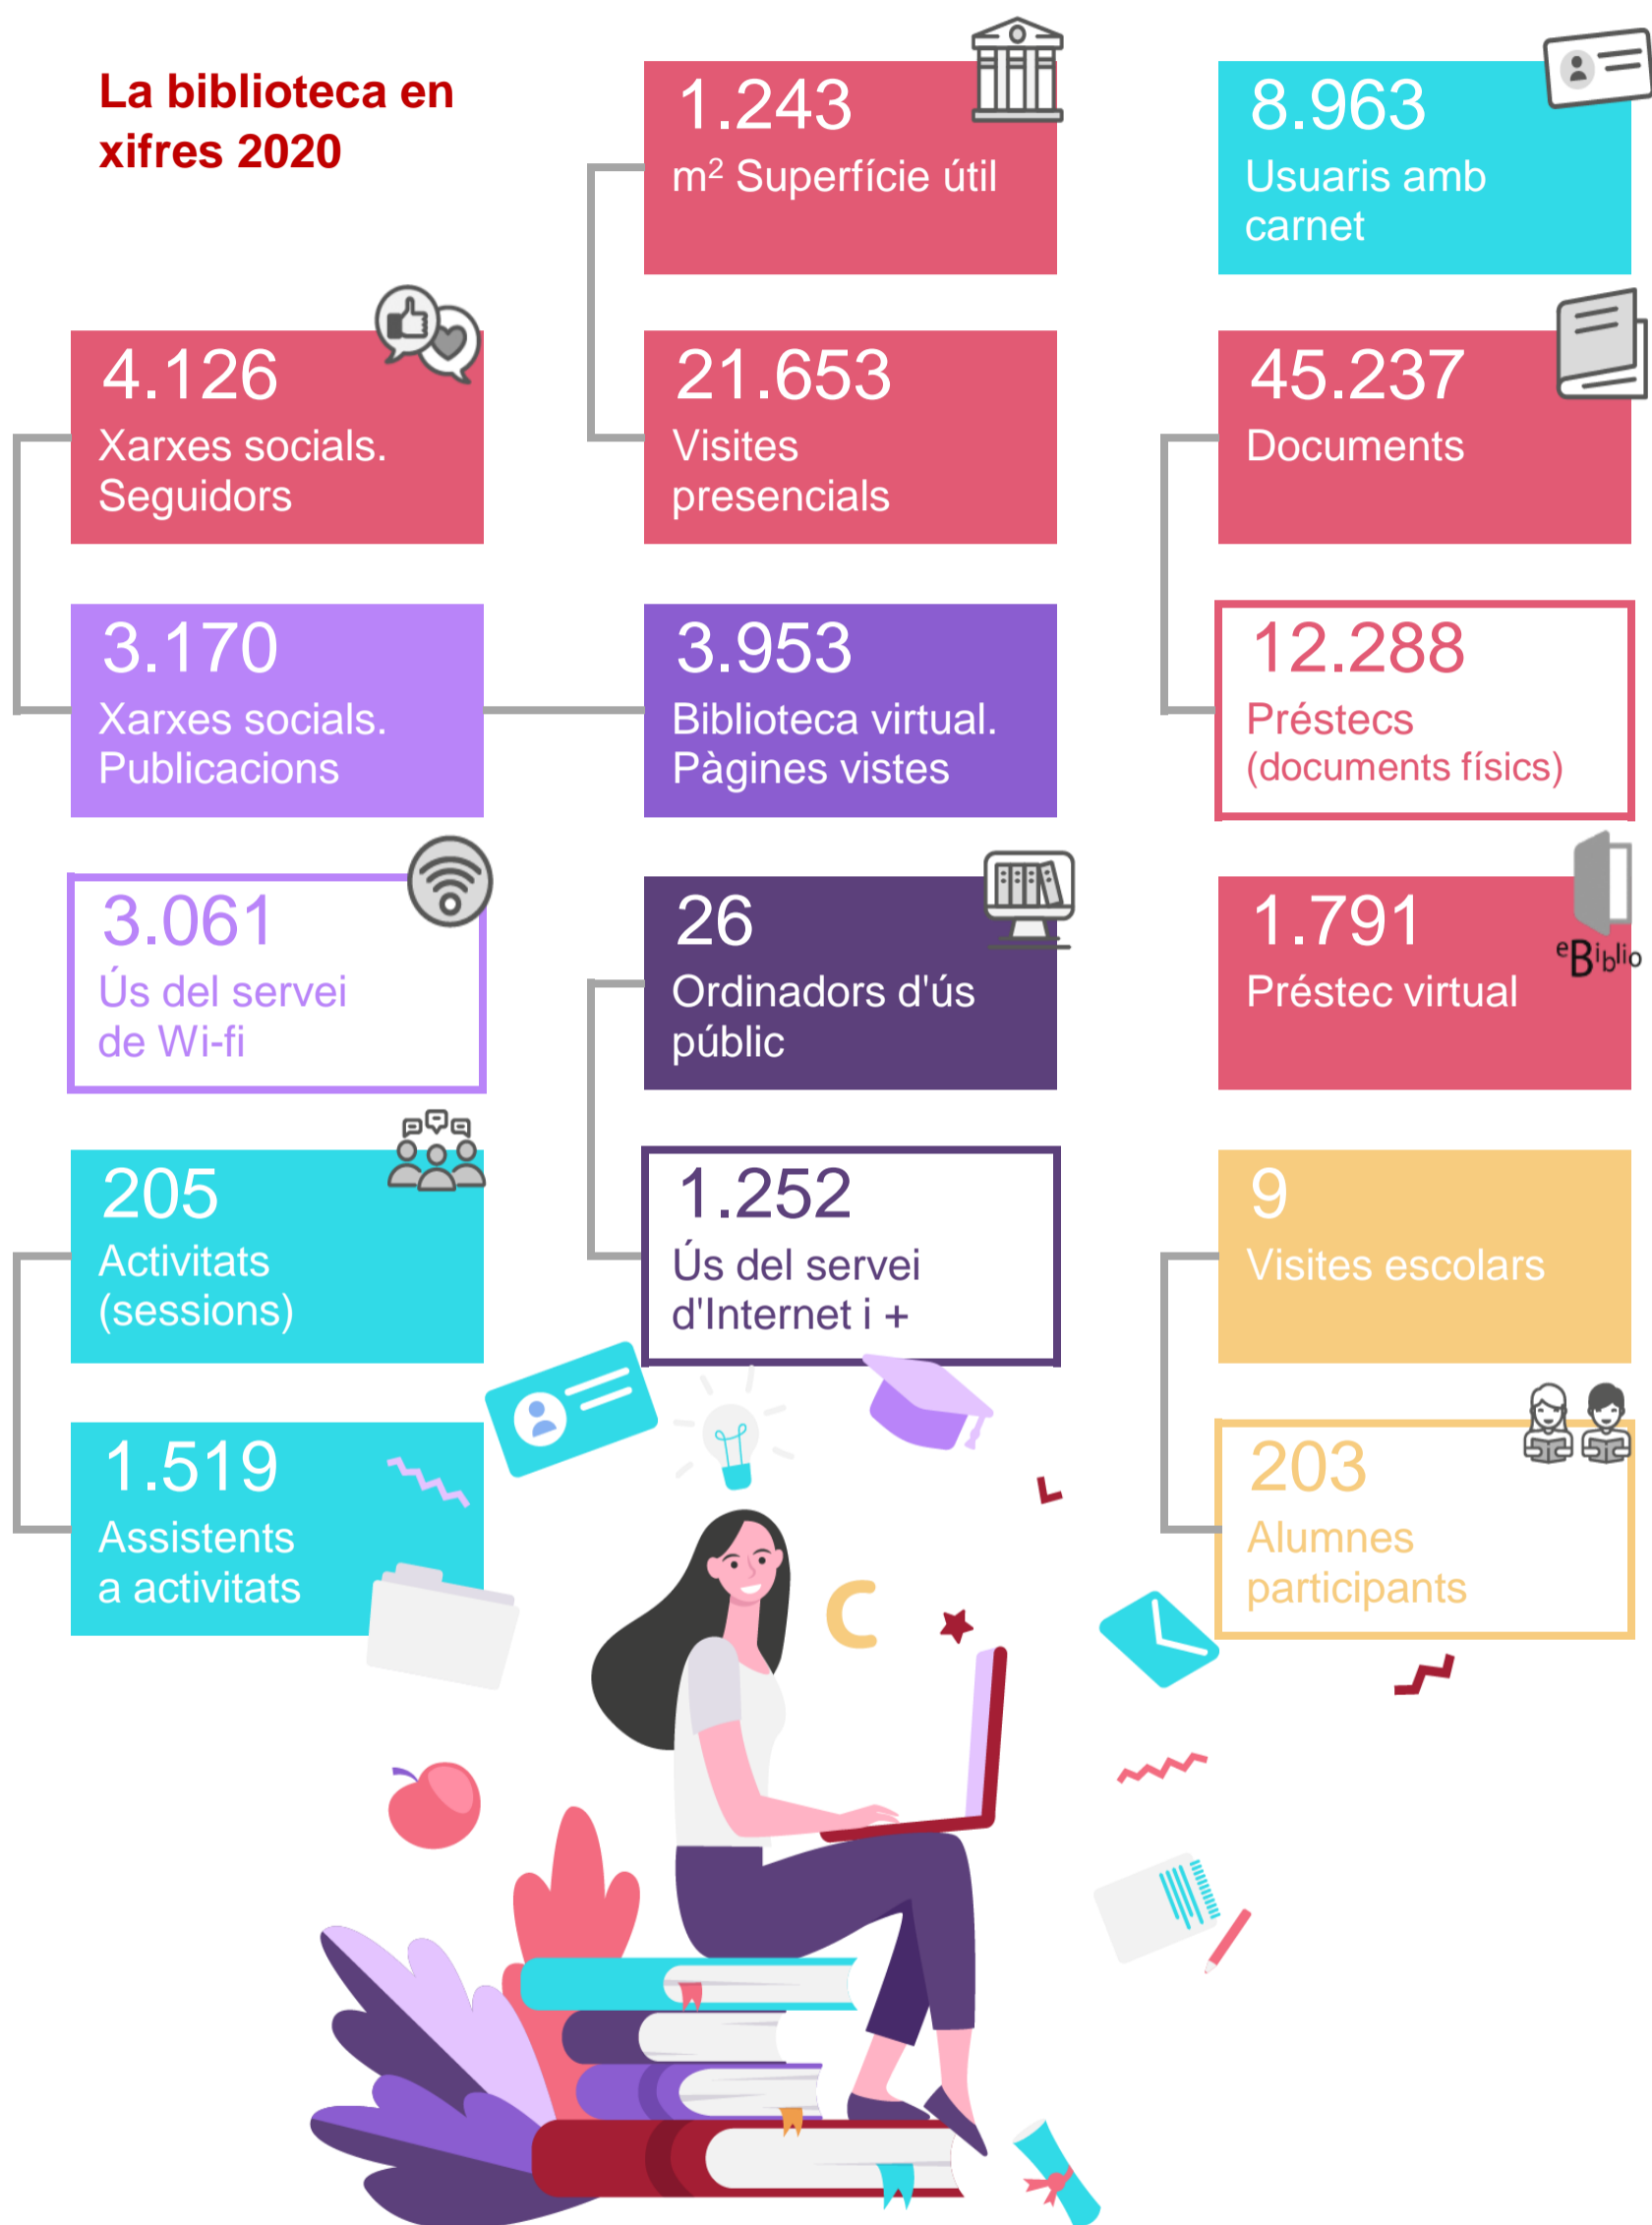 La biblioteca en
xifres 2020
1.243
m² Superfície útil
8.963
Usuaris amb
carnet
4.126
Xarxes socials.
Seguidors
21.653
Visites
presencials
45.237
Documents
3.170
Xarxes socials.
Publicacions
3.953
Biblioteca virtual.
Pàgines vistes
12.288
Préstecs
(documents físics)
3.061
Ús del servei
de Wi-fi
26
Ordinadors d'ús
públic
1.791
Préstec virtual
eBiblio
205
Activitats
(sessions)
1.252
Ús del servei
d'Internet i +
9
Visites escolars
1.519
Assistents
a activitats
203
Alumnes
participants